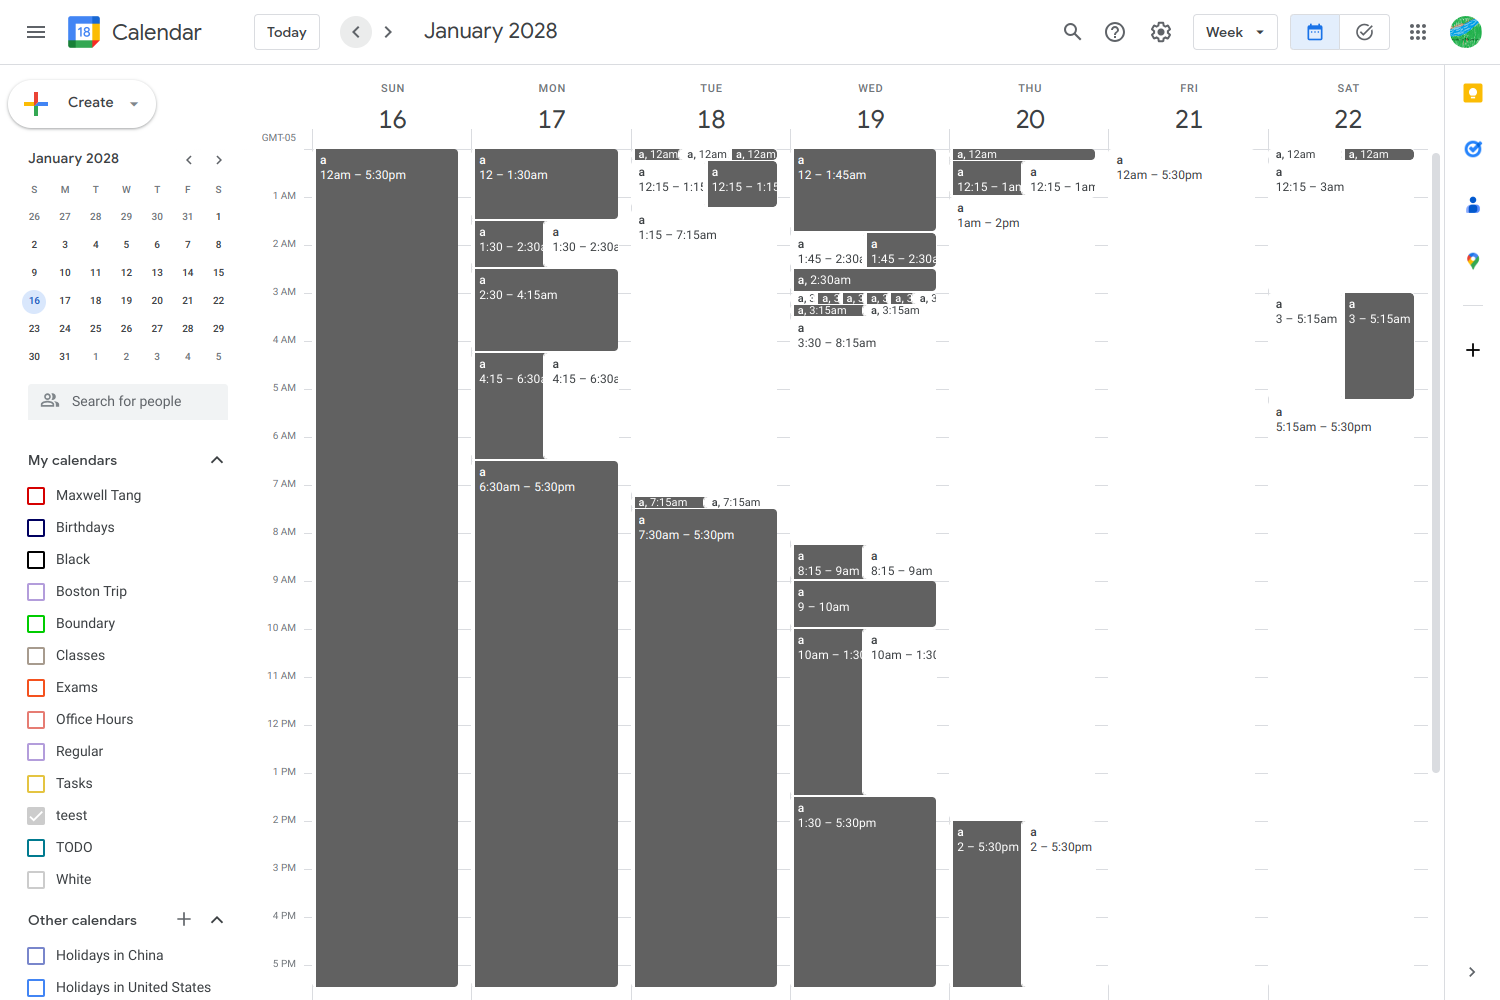 18 Calendar Today January 2028 Week
Create
SUN MON TUE WED THU FRI SAT
16 17 18 19 20 21 22
GMT-05
January 2028
S M T W T F S
26 27 28 29 30 31 1
2 3 4 5 6 7 8
9 10 11 12 13 14 15
16 17 18 19 20 21 22
23 24 25 26 27 28 29
30 31 1 2 3 4 5
Search for people
My calendars
Maxwell Tang
Birthdays
Black
Boston Trip
Boundary
Classes
Exams
Office Hours
Regular
Tasks
teest
TODO
White
Other calendars
Holidays in China
Holidays in United States
1 AM
2 AM
3 AM
4 AM
5 AM
6 AM
7 AM
8 AM
9 AM
10 AM
11 AM
12 PM
1 PM
2 PM
3 PM
4 PM
5 PM
a
12am – 5:30pm
a
12 – 1:30am
a
1:30 – 2:30a
a
1:30 – 2:30a
a
2:30 – 4:15am
a
4:15 – 6:30a
a
4:15 – 6:30a
a
6:30am – 5:30pm
a, 12am
a, 12am
a, 12am
a
12:15 – 1:15
a
12:15 – 1:15
a
1:15 – 7:15am
a, 7:15am
a, 7:15am
a
7:30am – 5:30pm
a
12 – 1:45am
a
1:45 – 2:30a
a
1:45 – 2:30a
a, 2:30am
a, 3
a, 3
a, 3
a, 3
a, 3
a, 3
a, 3:15am
a, 3:15am
a
3:30 – 8:15am
a
8:15 – 9am
a
8:15 – 9am
a
9 – 10am
a
10am – 1:30
a
10am – 1:30
a
1:30 – 5:30pm
a, 12am
a
12:15 – 1am
a
12:15 – 1am
a
1am – 2pm
a
2 – 5:30pm
a
2 – 5:30pm
a
12am – 5:30pm
a, 12am
a, 12am
a
12:15 – 3am
a
3 – 5:15am
a
3 – 5:15am
a
5:15am – 5:30pm